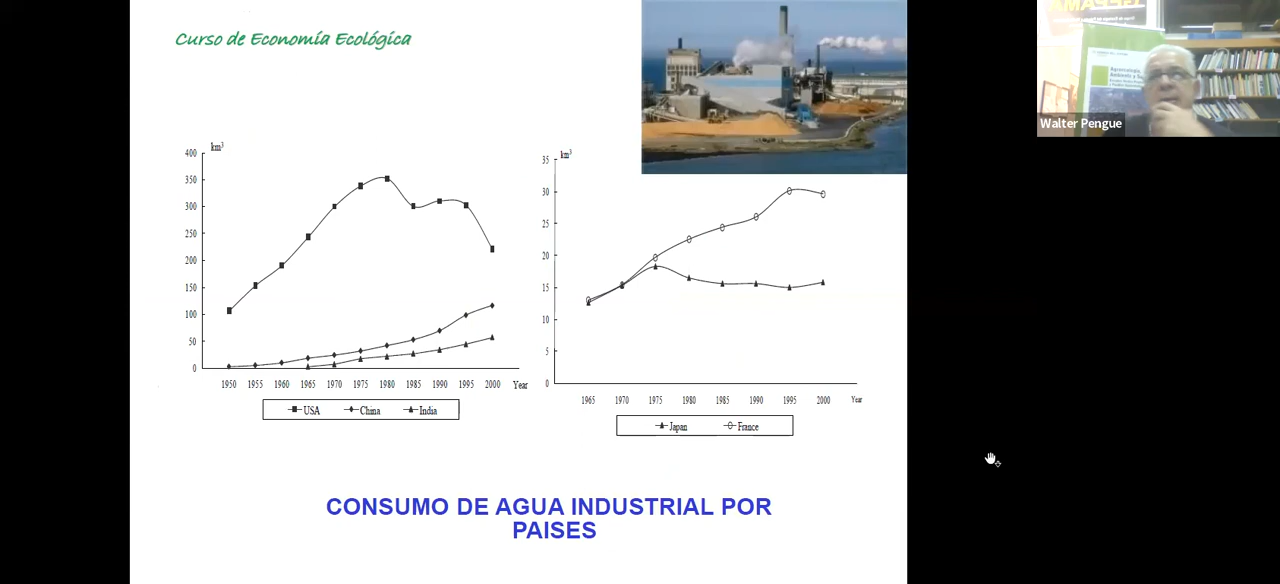 Curso de Economía Ecológica
km³
400
350
300
250
200
150
100
50
0
1950 1955 1960 1965 1970 1975 1980 1985 1990 1995 2000 Year
USA China India
km³
35
30
25
20
15
10
5
0
1965 1970 1975 1980 1985 1990 1995 2000 Year
Japan France
CONSUMO DE AGUA INDUSTRIAL POR
PAISES
Agroecología,
Walter Pengue